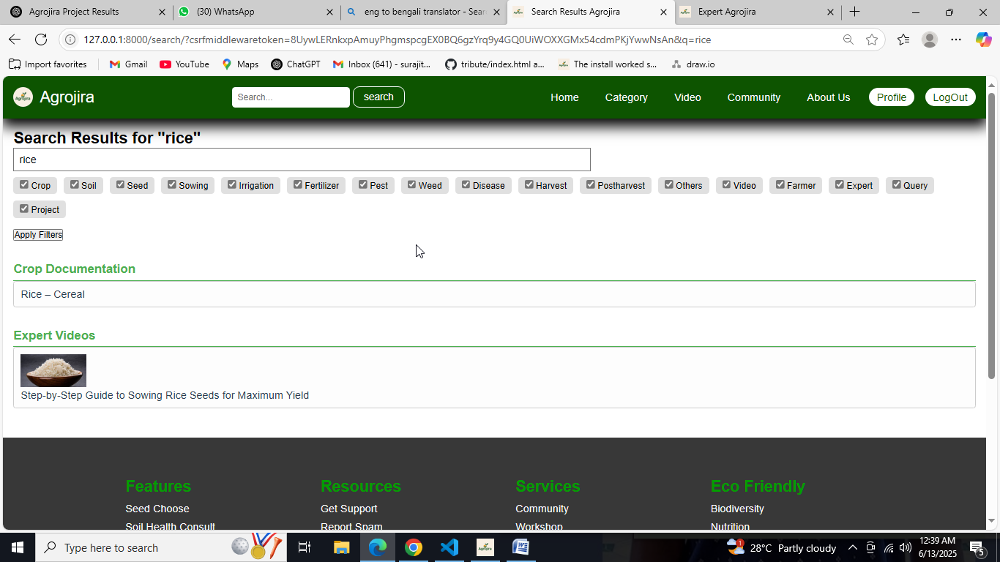 Agrojira Project Results
(30) WhatsApp
eng to bengali translator - Sear
Search Results Agrojira
Expert Agrojira
127.0.0.1:8000/search/?csrfmiddlewaretoken=8UywLERnkxpAmuyPhgmspcgEX0BQ6gzYrq9y4GQ0UiWOXXGMx54cdmPKjYwwNsAn&q=rice
Import favorites
Gmail
YouTube
Maps
ChatGPT
Inbox (641) - surajit...
tribute/index.html a...
The install worked s...
draw.io
Agrojira
Search...
search
Home
Category
Video
Community
About Us
Profile
LogOut
Search Results for "rice"
rice
Crop Soil Seed Sowing Irrigation Fertilizer Pest Weed Disease Harvest Postharvest Others Video Farmer Expert Query
Project
Apply Filters
Crop Documentation
Rice – Cereal
Expert Videos
Step-by-Step Guide to Sowing Rice Seeds for Maximum Yield
Features Resources Services Eco Friendly
Seed Choose Get Support Community Biodiversity
Soil Health Consult Report Spam Workshop Nutrition
Type here to search
1
28°C Partly cloudy
12:39 AM
6/13/2025
5